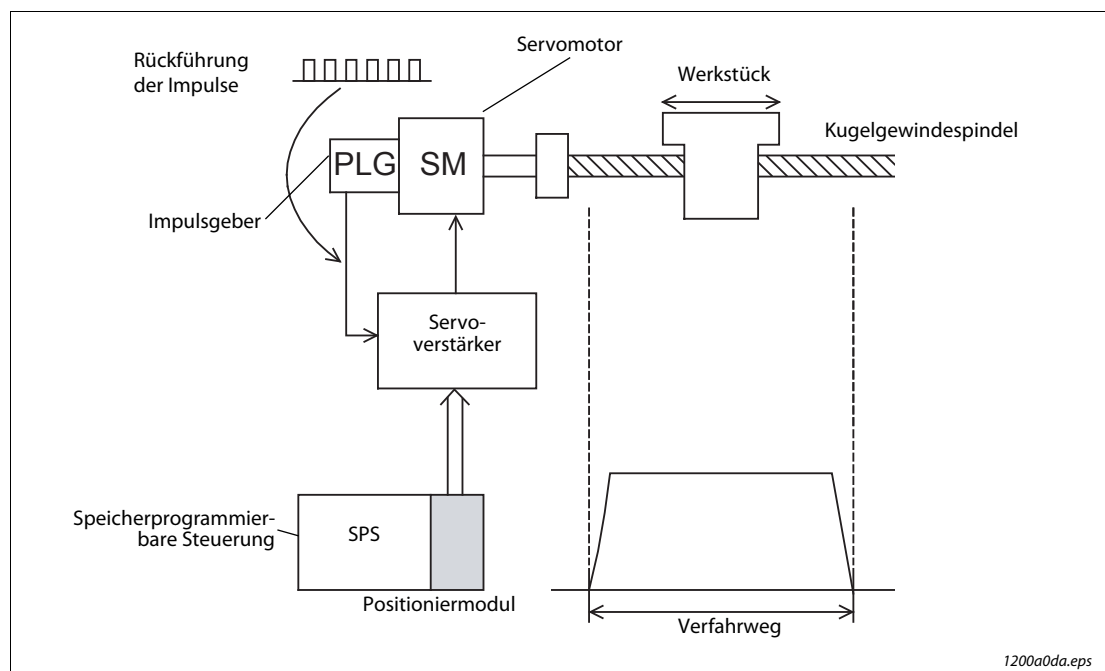 Servomotor
Rückführung
der Impulse
Werkstück
Kugelgewindespindel
PLG
SM
Impulsgeber
Servo-
verstärker
Speicherprogrammier-
bare Steuerung
SPS
Positioniermodul
Verfahrweg
1200a0da.eps